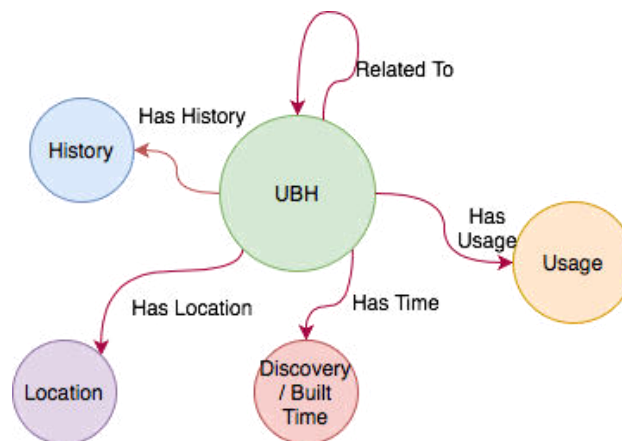 Related To
Has History
History
UBH
Has
Usage
Usage
Has Location
Has Time
Location
Discovery
/ Built
Time